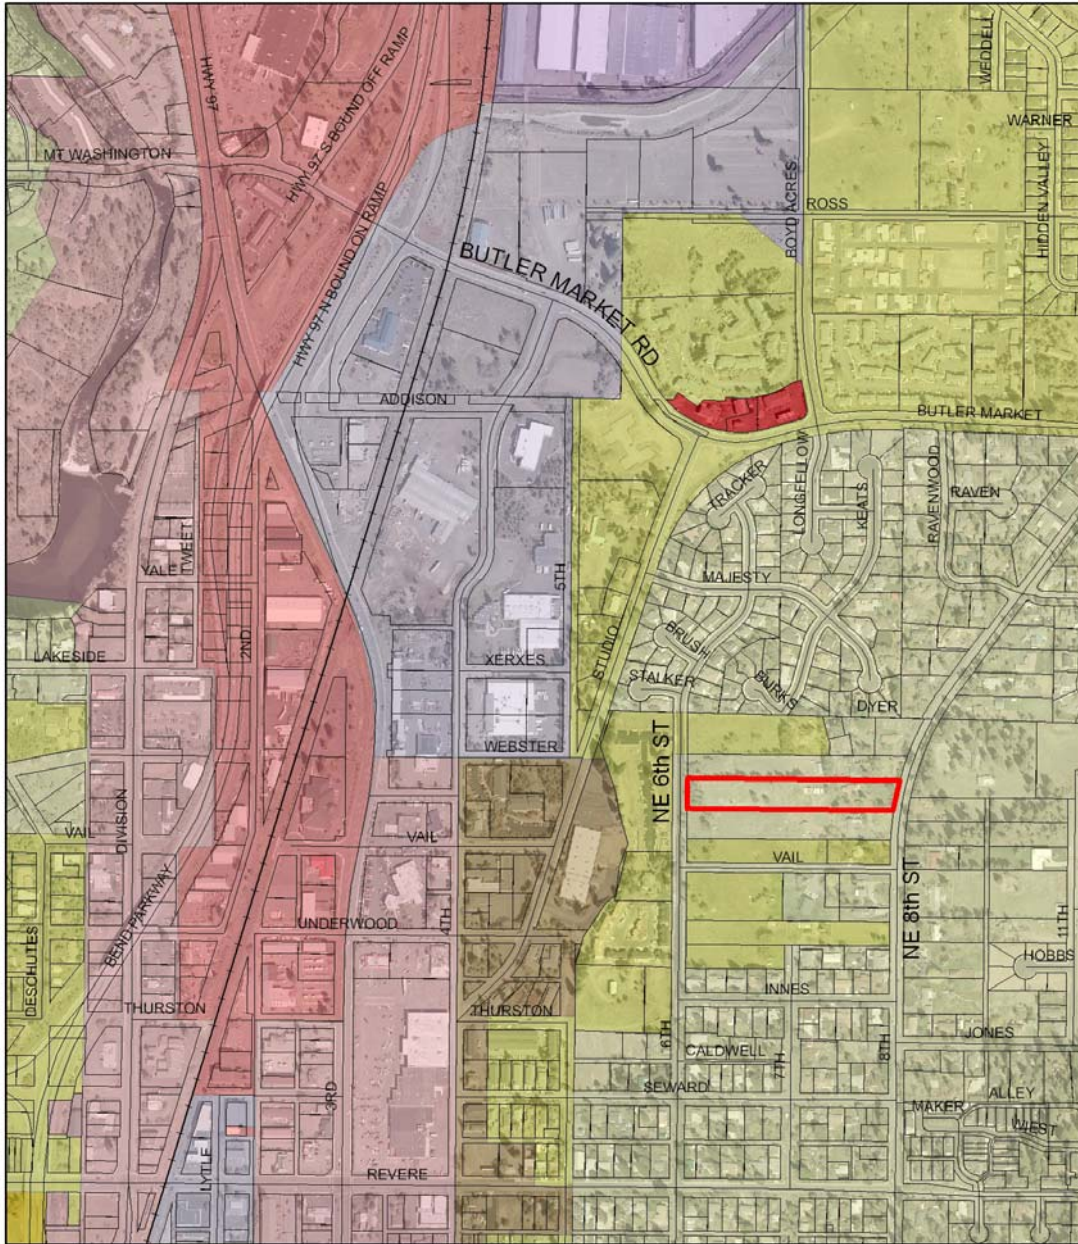 WEDDELL
HWY 97
HWY 97 S BOUND OFF RAMP
WARNER
MT WASHINGTON
HIDDEN VALLEY
BOYD ACRES
ROSS
HWY 97 N BOUND ON RAMP
BUTLER MARKET RD
ADDISON
BUTLER MARKET
TRACKER
LONGFELLOW
KEATS
RAVENWOOD
RAVEN
TWEET
YALE
5TH
MAJESTY
2ND
LAKESIDE
XERXES
STUDIO
BRUSH
STALKER
BURKS
DYER
WEBSTER
NE 6th ST
VAIL
DIVISION
VAIL
VAIL
NE 8th ST
BEND PARKWAY
UNDERWOOD
4TH
DESCHUTES
11TH
HOBBS
INNES
THURSTON
THURSTON
6TH
CALDWELL
7TH
8TH
JONES
3RD
SEWARD
ALLEY
MAKER
WIEST
LYTLE
REVERE